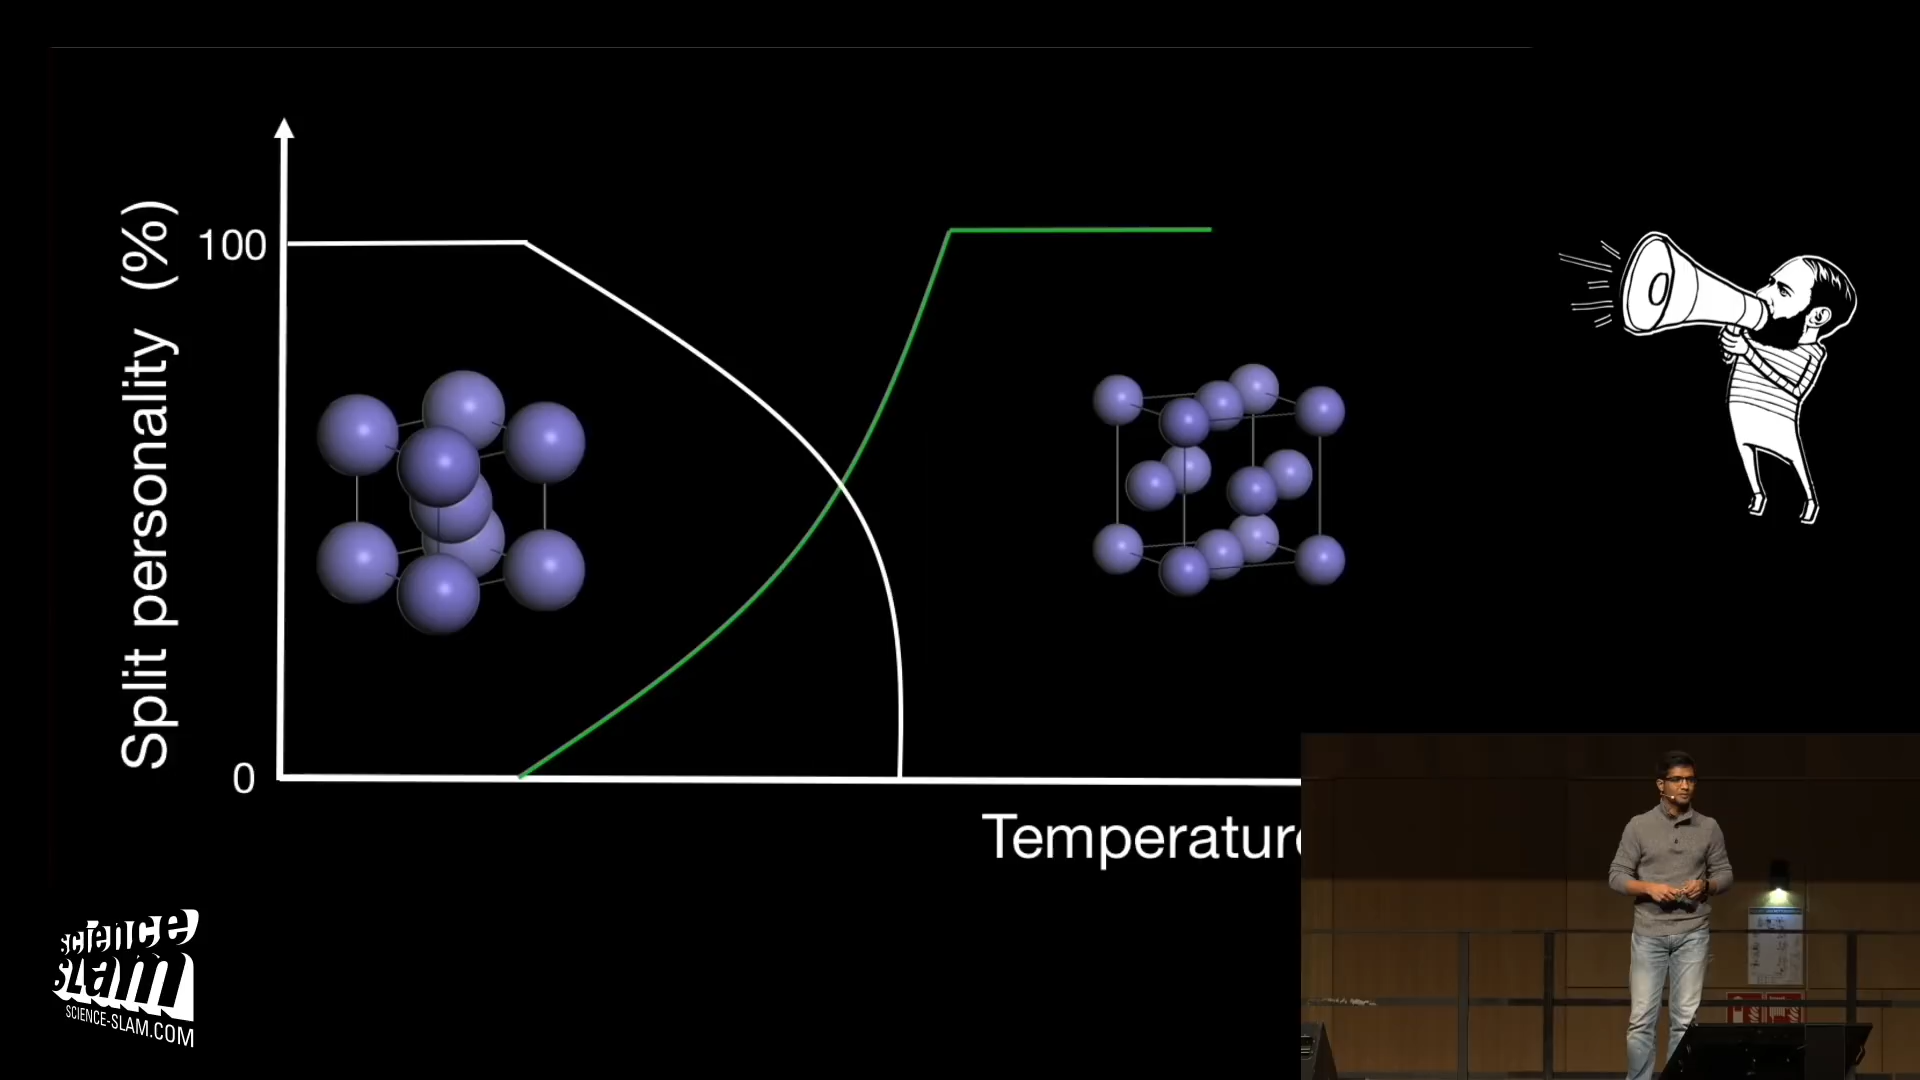 Split personality (%)
100
0
Temperature
science
slam
SCIENCE-SLAM.COM